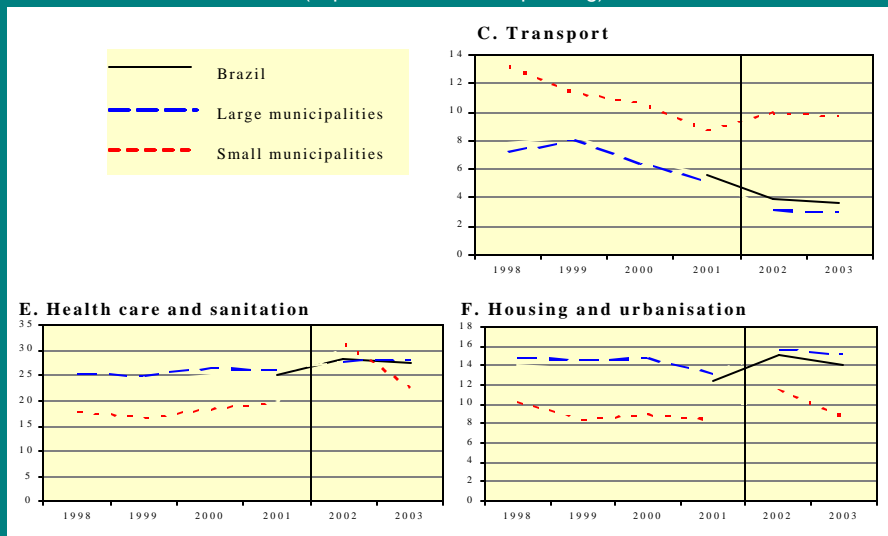 C. Transport
Brazil
Large municipalities
Small municipalities
14
12
10
8
6
4
2
0
1998 1999 2000 2001 2002 2003
E. Health care and sanitation
35
30
25
20
15
10
5
0
1998 1999 2000 2001 2002 2003
F. Housing and urbanisation
18
16
14
12
10
8
6
4
2
0
1998 1999 2000 2001 2002 2003